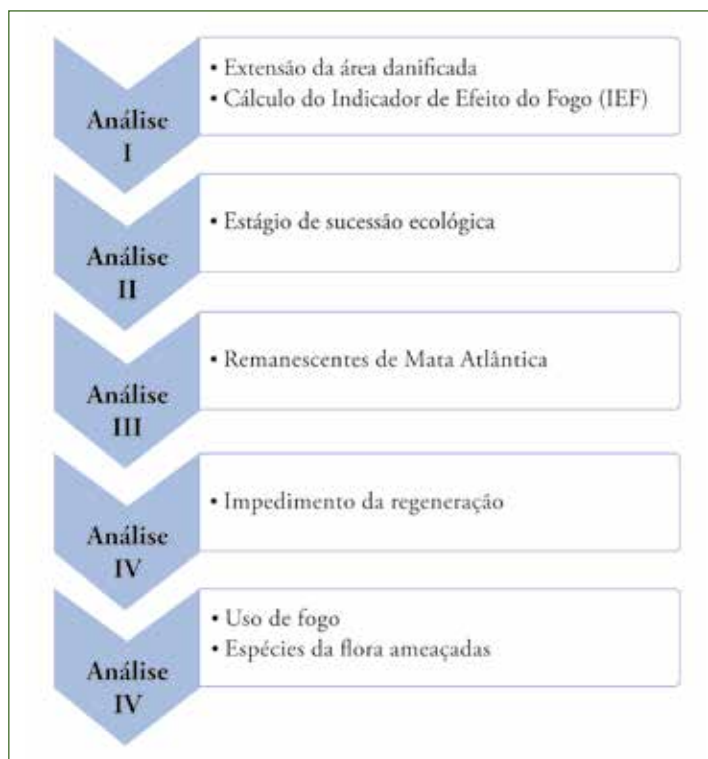 Análise
I
• Extensão da área danificada
• Cálculo do Indicador de Efeito do Fogo (IEF)
Análise
II
• Estágio de sucessão ecológica
Análise
III
• Remanescentes de Mata Atlântica
Análise
IV
• Impedimento da regeneração
Análise
IV
• Uso de fogo
• Espécies da flora ameaçadas